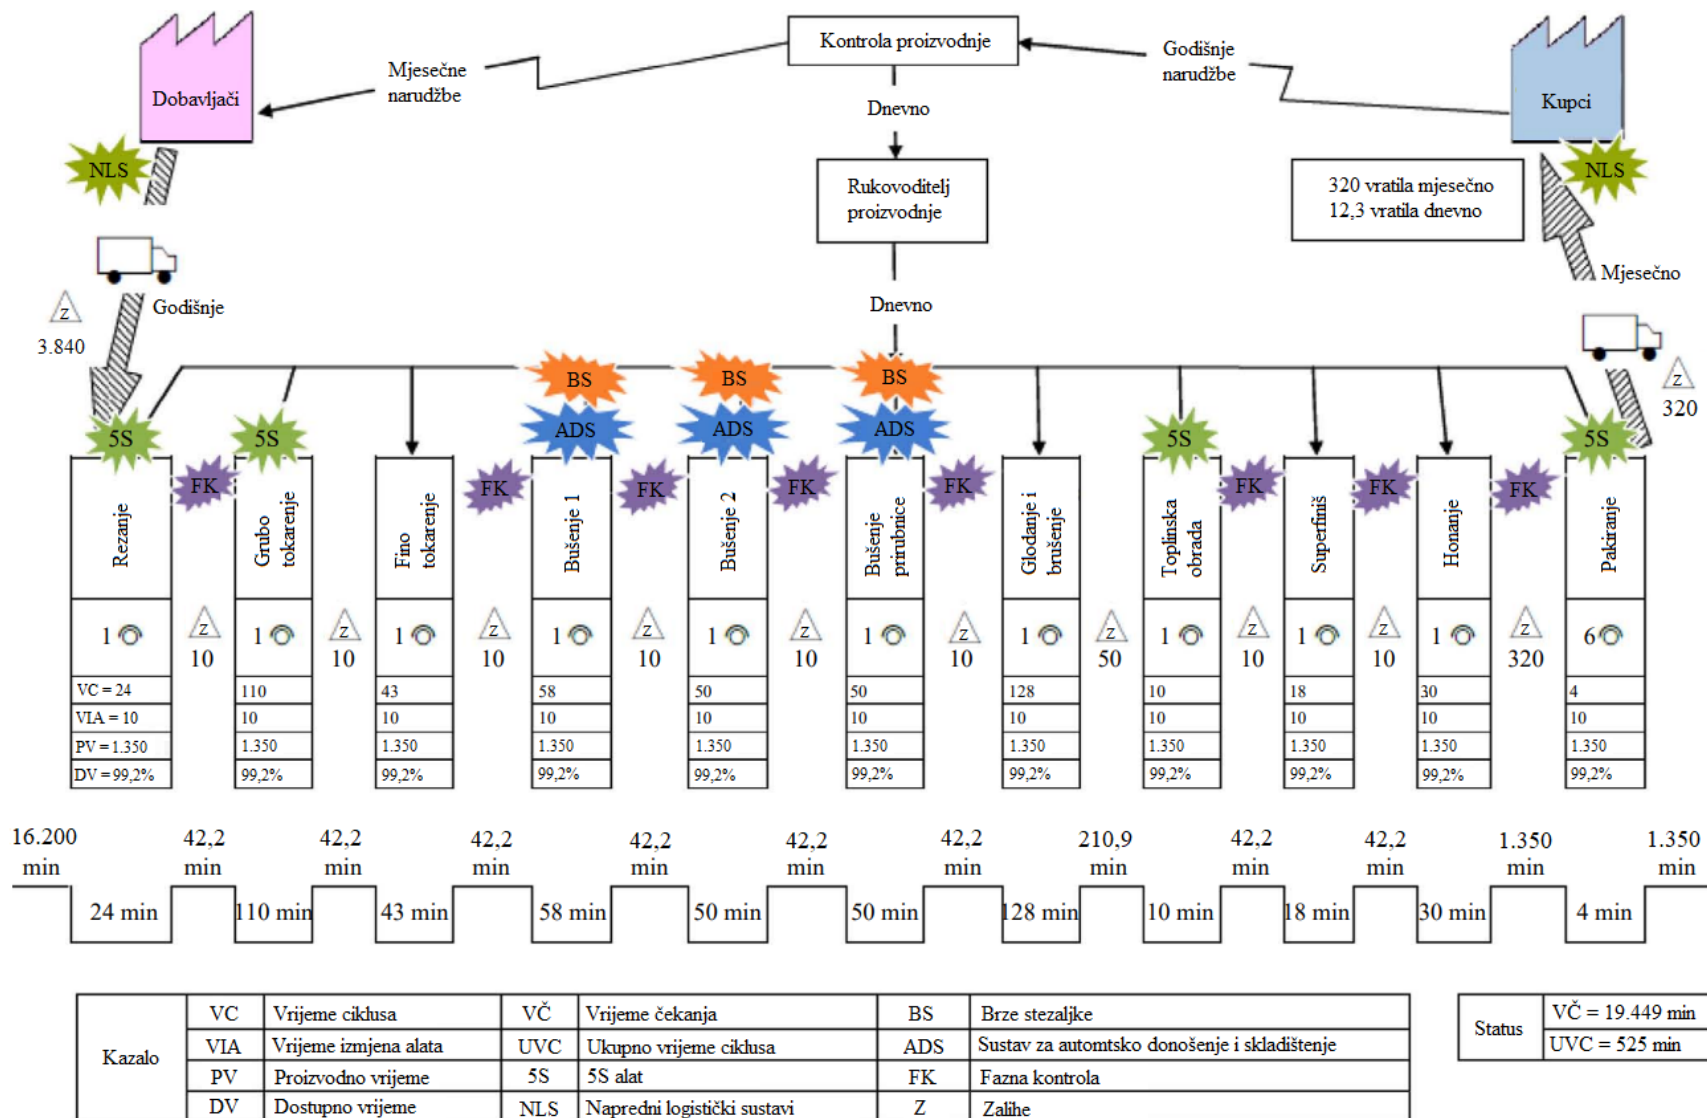 Kontrola proizvodnje
Godišnje
narudžbe
Mjesečne
narudžbe
Dobavljači
Kupci
Dnevno
NLS
NLS
Rukovoditelj
proizvodnje
320 vratila mjesečno
12,3 vratila dnevno
Mjesečno
Godišnje
Dnevno
Z
3.840
Z
320
BS
BS
BS
5S
5S
ADS
ADS
ADS
5S
5S
FK
FK
FK
FK
FK
FK
FK
FK
Rezanje
Grubo
tokarenje
Fino
tokarenje
Bušenje 1
Bušenje 2
Bušenje
prirubnice
Glodanje i
brušenje
Toplinska
obrada
Superfiniš
Honanje
Pakiranje
1 Z 1 Z 1 Z 1 Z 1 Z 1 Z 1 Z 1 Z 1 Z 1 Z 6
10 10 10 10 10 10 50 10 10 320
VC = 24 110 43 58 50 50 128 10 18 30 4
VIA = 10 10 10 10 10 10 10 10 10 10 10
PV = 1.350 1.350 1.350 1.350 1.350 1.350 1.350 1.350 1.350 1.350 1.350
DV = 99,2% 99,2% 99,2% 99,2% 99,2% 99,2% 99,2% 99,2% 99,2% 99,2% 99,2%
16.200 42,2 42,2 42,2 42,2 42,2 42,2 210,9 42,2 42,2 1.350 1.350
min min min min min min min min min min min min
24 min 110 min 43 min 58 min 50 min 50 min 128 min 10 min 18 min 30 min 4 min
Kazalo
VC Vrijeme ciklusa VČ Vrijeme čekanja BS Brze stezaljke
VIA Vrijeme izmjena alata UVC Ukupno vrijeme ciklusa ADS Sustav za automtsko donošenje i skladištenje
PV Proizvodno vrijeme 5S 5S alat FK Fazna kontrola
DV Dostupno vrijeme NLS Napredni logistički sustavi Z Zalihe
Status
VČ = 19.449 min
UVC = 525 min